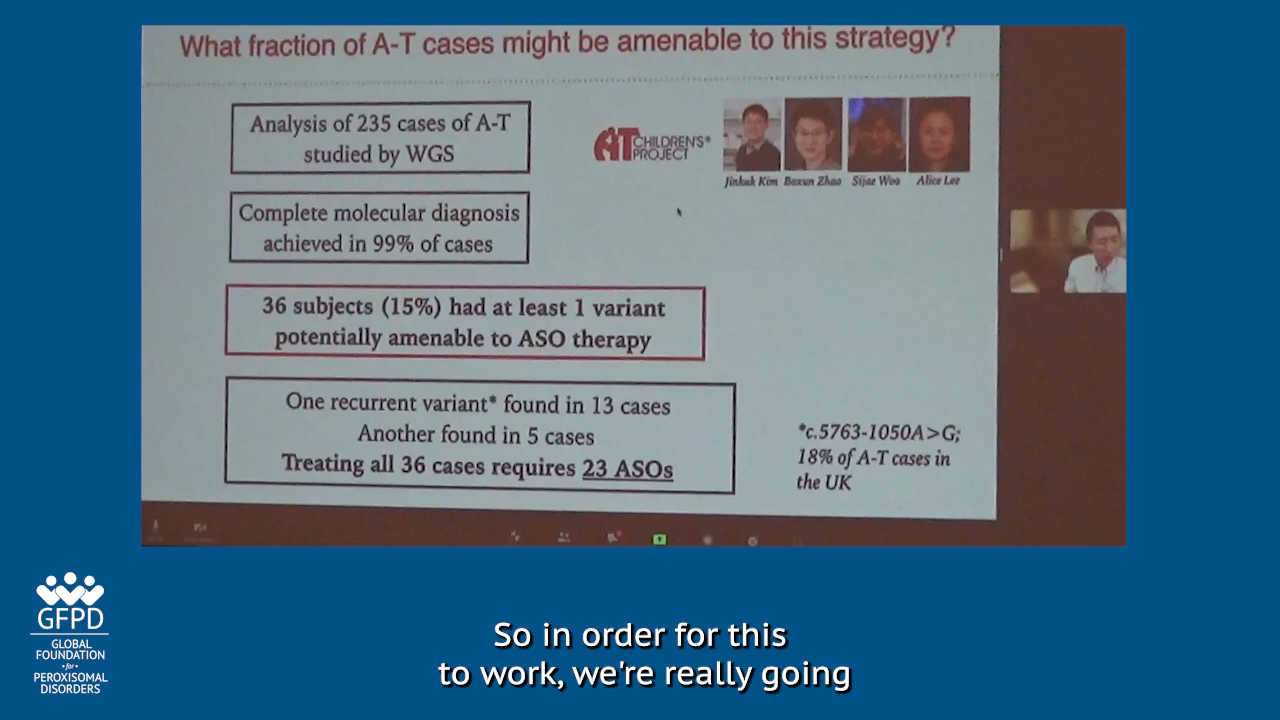 What fraction of A-T cases might be amenable to this strategy?
Analysis of 235 cases of A-T
studied by WGS
A-T CHILDREN'S®
PROJECT
Jinkuk Kim Boxun Zhao Sijae Woo Alice Lee
Complete molecular diagnosis
achieved in 99% of cases
36 subjects (15%) had at least 1 variant
potentially amenable to ASO therapy
One recurrent variant* found in 13 cases
Another found in 5 cases
Treating all 36 cases requires 23 ASOs
*c.5763-1050A>G;
18% of A-T cases in
the UK
GFPD
GLOBAL
FOUNDATION
for
PEROXISOMAL
DISORDERS
So in order for this
to work, we're really going